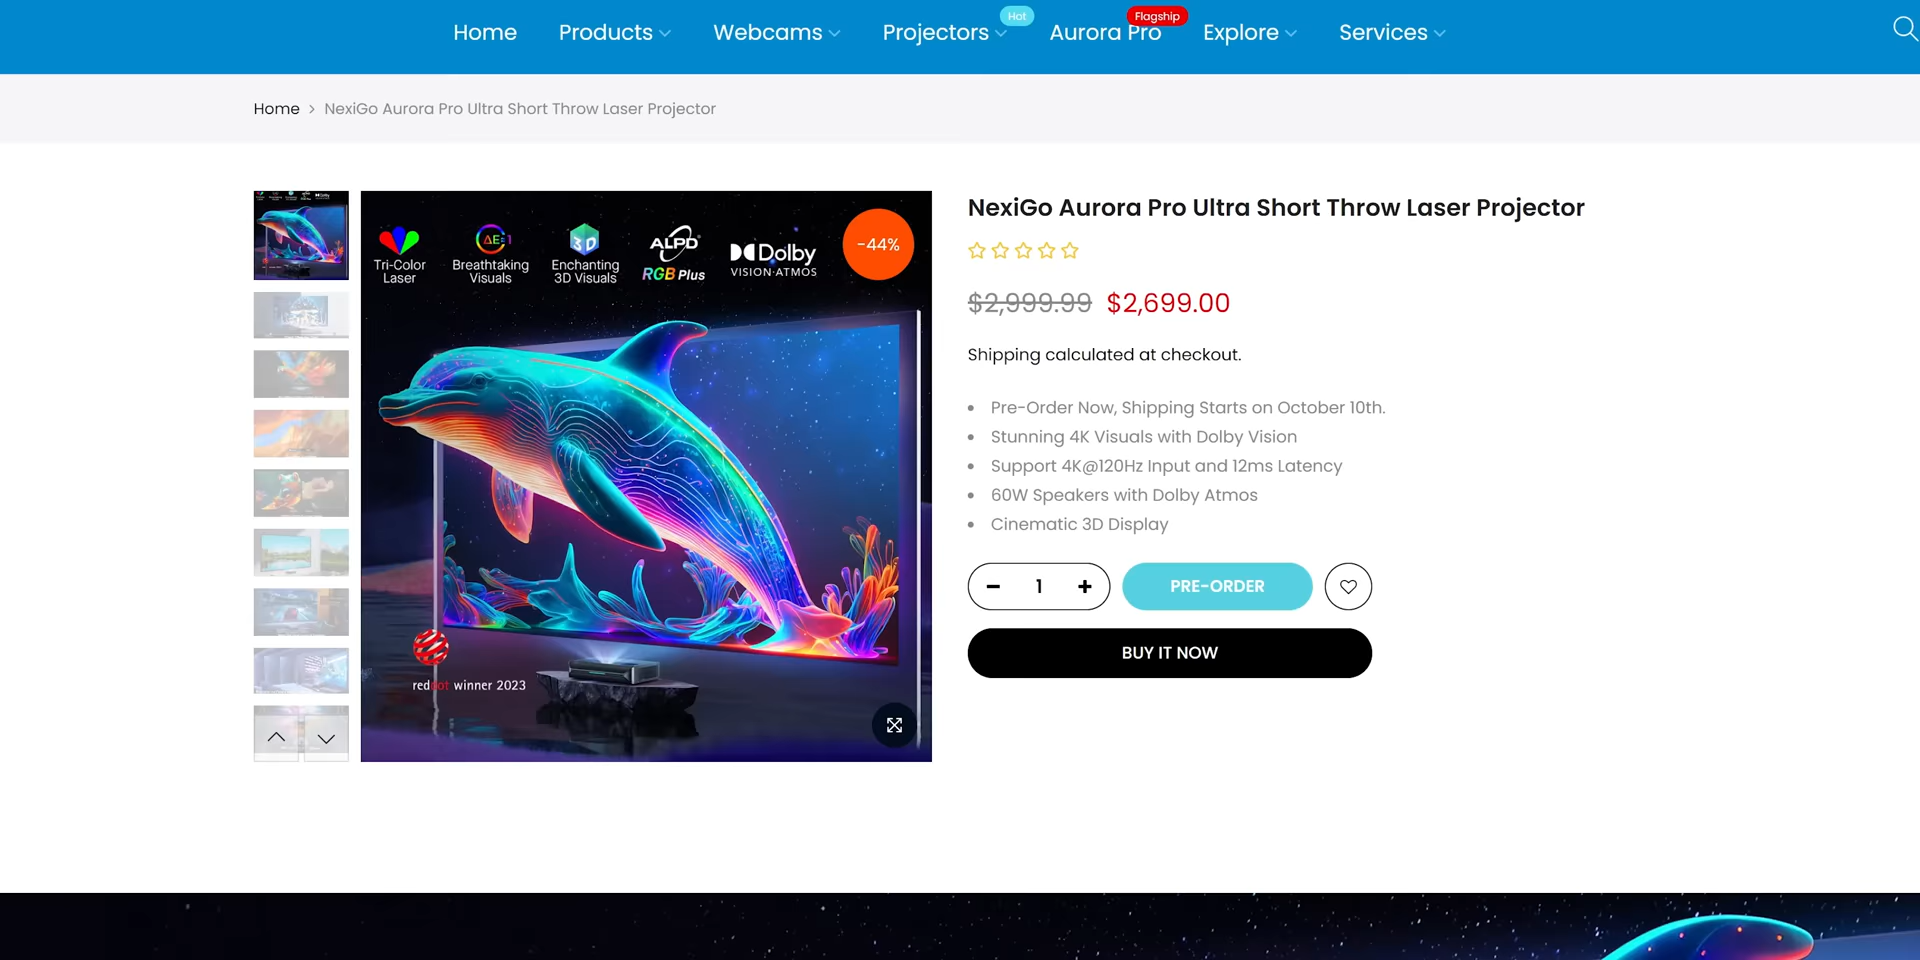 Hot
Flagship
Home
Products
Webcams
Projectors
Aurora Pro
Explore
Services
Home > NexiGo Aurora Pro Ultra Short Throw Laser Projector
Tri-Color
Laser
ΔE≈1
Breathtaking
Visuals
3D
Enchanting
3D Visuals
ALPD
RGB Plus
Dolby
VISION·ATMOS
-44%
reddot winner 2023
NexiGo Aurora Pro Ultra Short Throw Laser Projector
$2,999.99 $2,699.00
Shipping calculated at checkout.
Pre-Order Now, Shipping Starts on October 10th.
Stunning 4K Visuals with Dolby Vision
Support 4K@120Hz Input and 12ms Latency
60W Speakers with Dolby Atmos
Cinematic 3D Display
− 1 +
PRE-ORDER
BUY IT NOW